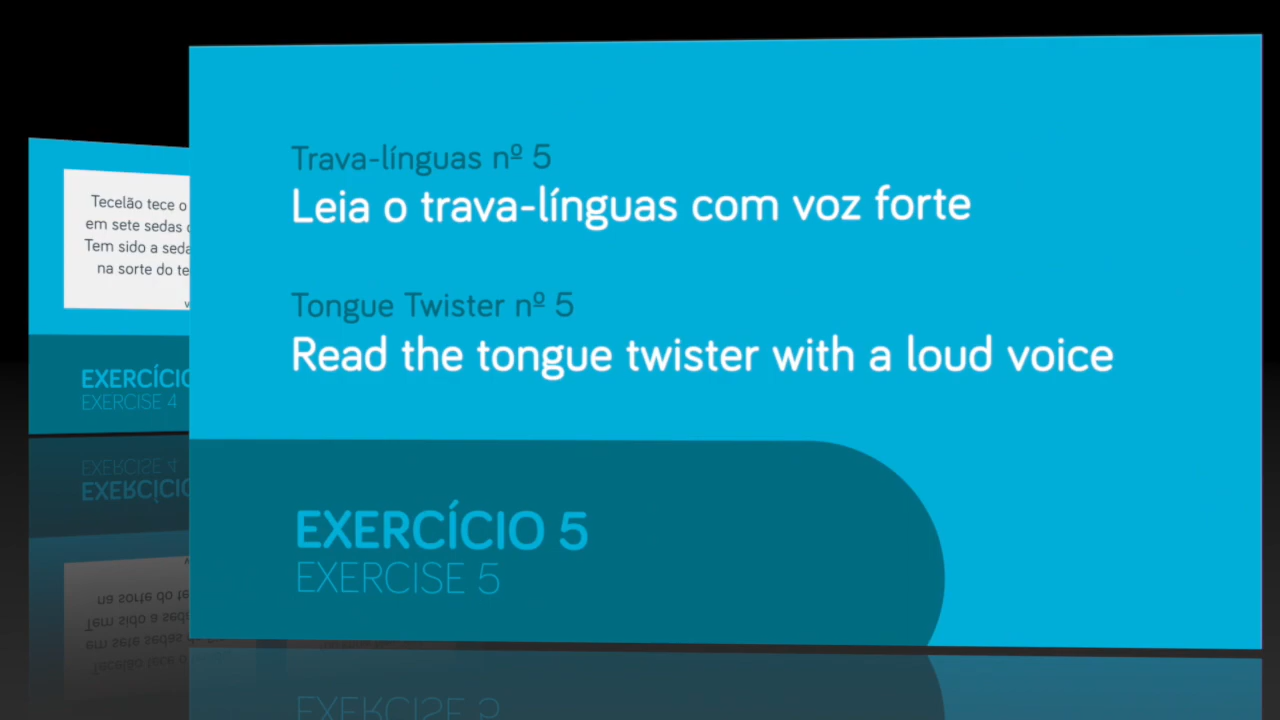 Trava-línguas nº 5
Leia o trava-línguas com voz forte
Tongue Twister nº 5
Read the tongue twister with a loud voice
EXERCÍCIO 5
EXERCISE 5
Tecelão tece o
em sete sedas
Tem sido a seda
na sorte do
EXERCÍCIO
EXERCISE 4